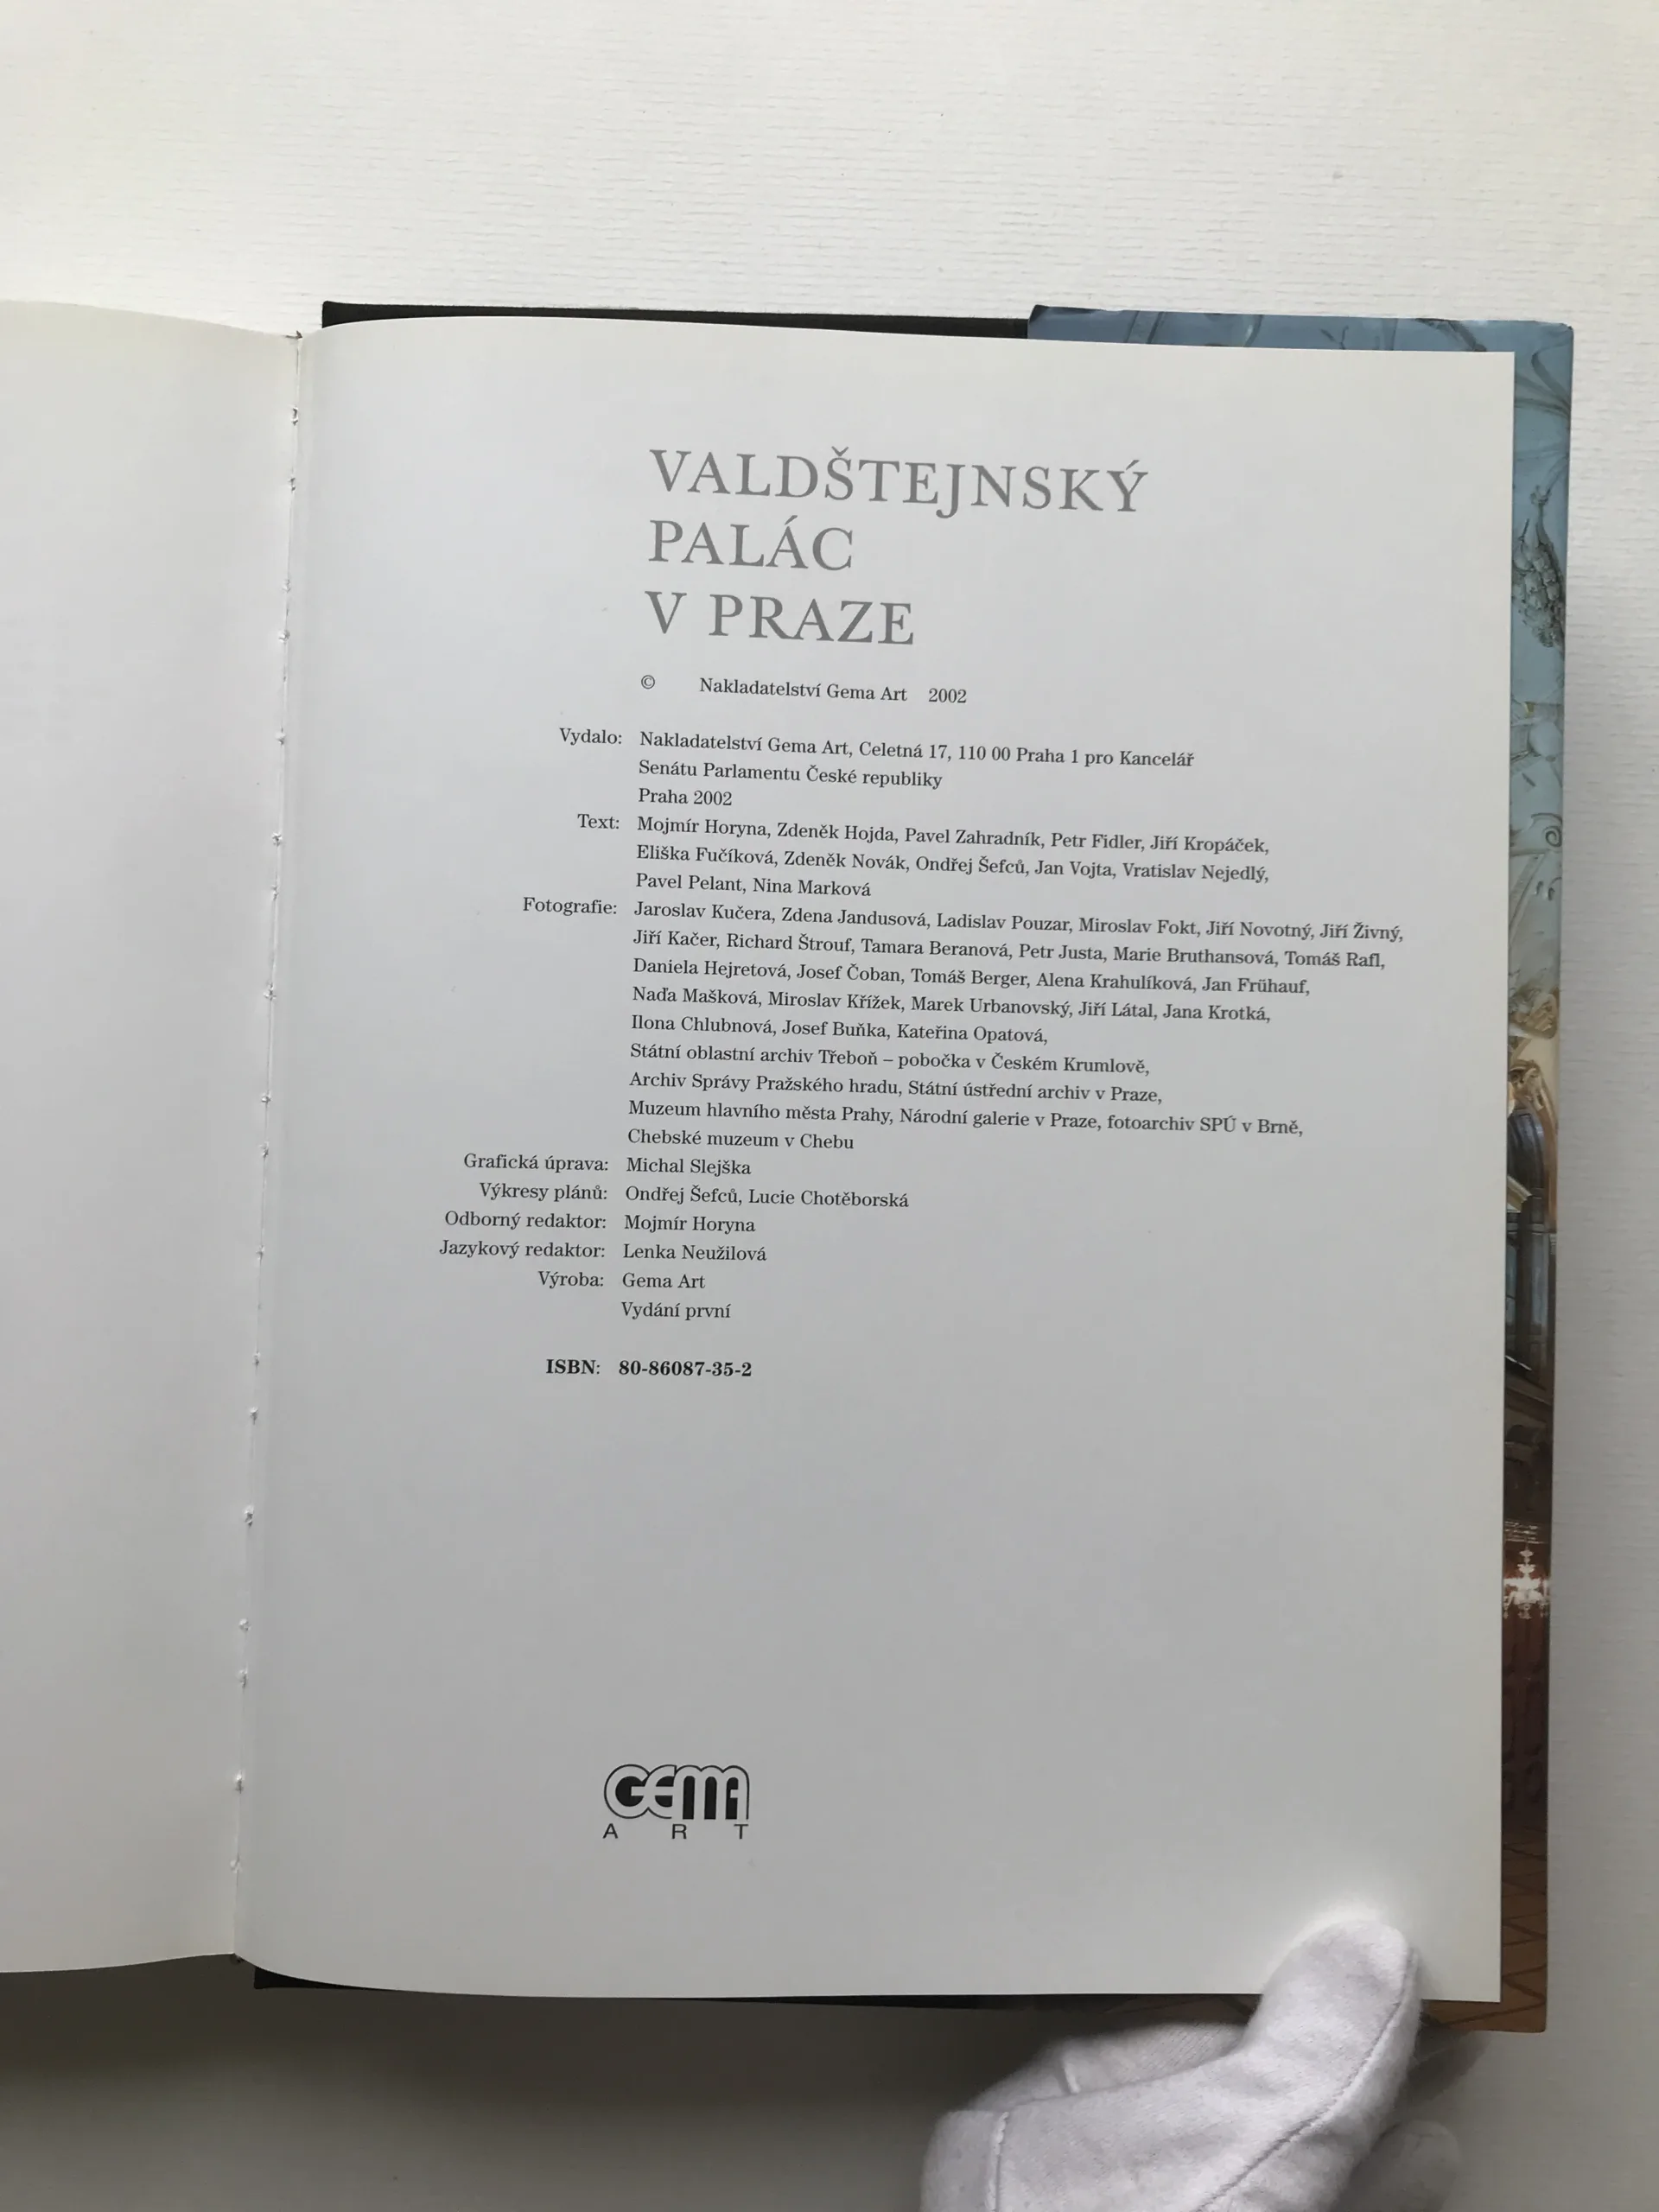 VALDŠTEJNSKÝ
PALÁC
V PRAZE
© Nakladatelství Gema Art 2002
Vydalo: Nakladatelství Gema Art, Celetná 17, 110 00 Praha 1 pro Kancelář
Senátu Parlamentu České republiky
Praha 2002
Text: Mojmír Horyna, Zdeněk Hojda, Pavel Zahradník, Petr Fidler, Jiří Kropáček,
Eliška Fučíková, Zdeněk Novák, Ondřej Šefců, Jan Vojta, Vratislav Nejedlý,
Pavel Pelant, Nina Marková
Fotografie: Jaroslav Kučera, Zdena Jandusová, Ladislav Pouzar, Miroslav Fokt, Jiří Novotný, Jiří Živný,
Jiří Kačer, Richard Štrouf, Tamara Beranová, Petr Justa, Marie Bruthansová, Tomáš Rafl,
Daniela Hejretová, Josef Čoban, Tomáš Berger, Alena Krahulíková, Jan Frühauf,
Naďa Mašková, Miroslav Křížek, Marek Urbanovský, Jiří Látal, Jana Krotká,
Ilona Chlubnová, Josef Buňka, Kateřina Opatová,
Státní oblastní archiv Třeboň – pobočka v Českém Krumlově,
Archiv Správy Pražského hradu, Státní ústřední archiv v Praze,
Muzeum hlavního města Prahy, Národní galerie v Praze, fotoarchiv SPÚ v Brně,
Chebské muzeum v Chebu
Grafická úprava: Michal Slejška
Výkresy plánů: Ondřej Šefců, Lucie Chotěborská
Odborný redaktor: Mojmír Horyna
Jazykový redaktor: Lenka Neužilová
Výroba: Gema Art
Vydání první
ISBN: 80-86087-35-2
GEMA
ART